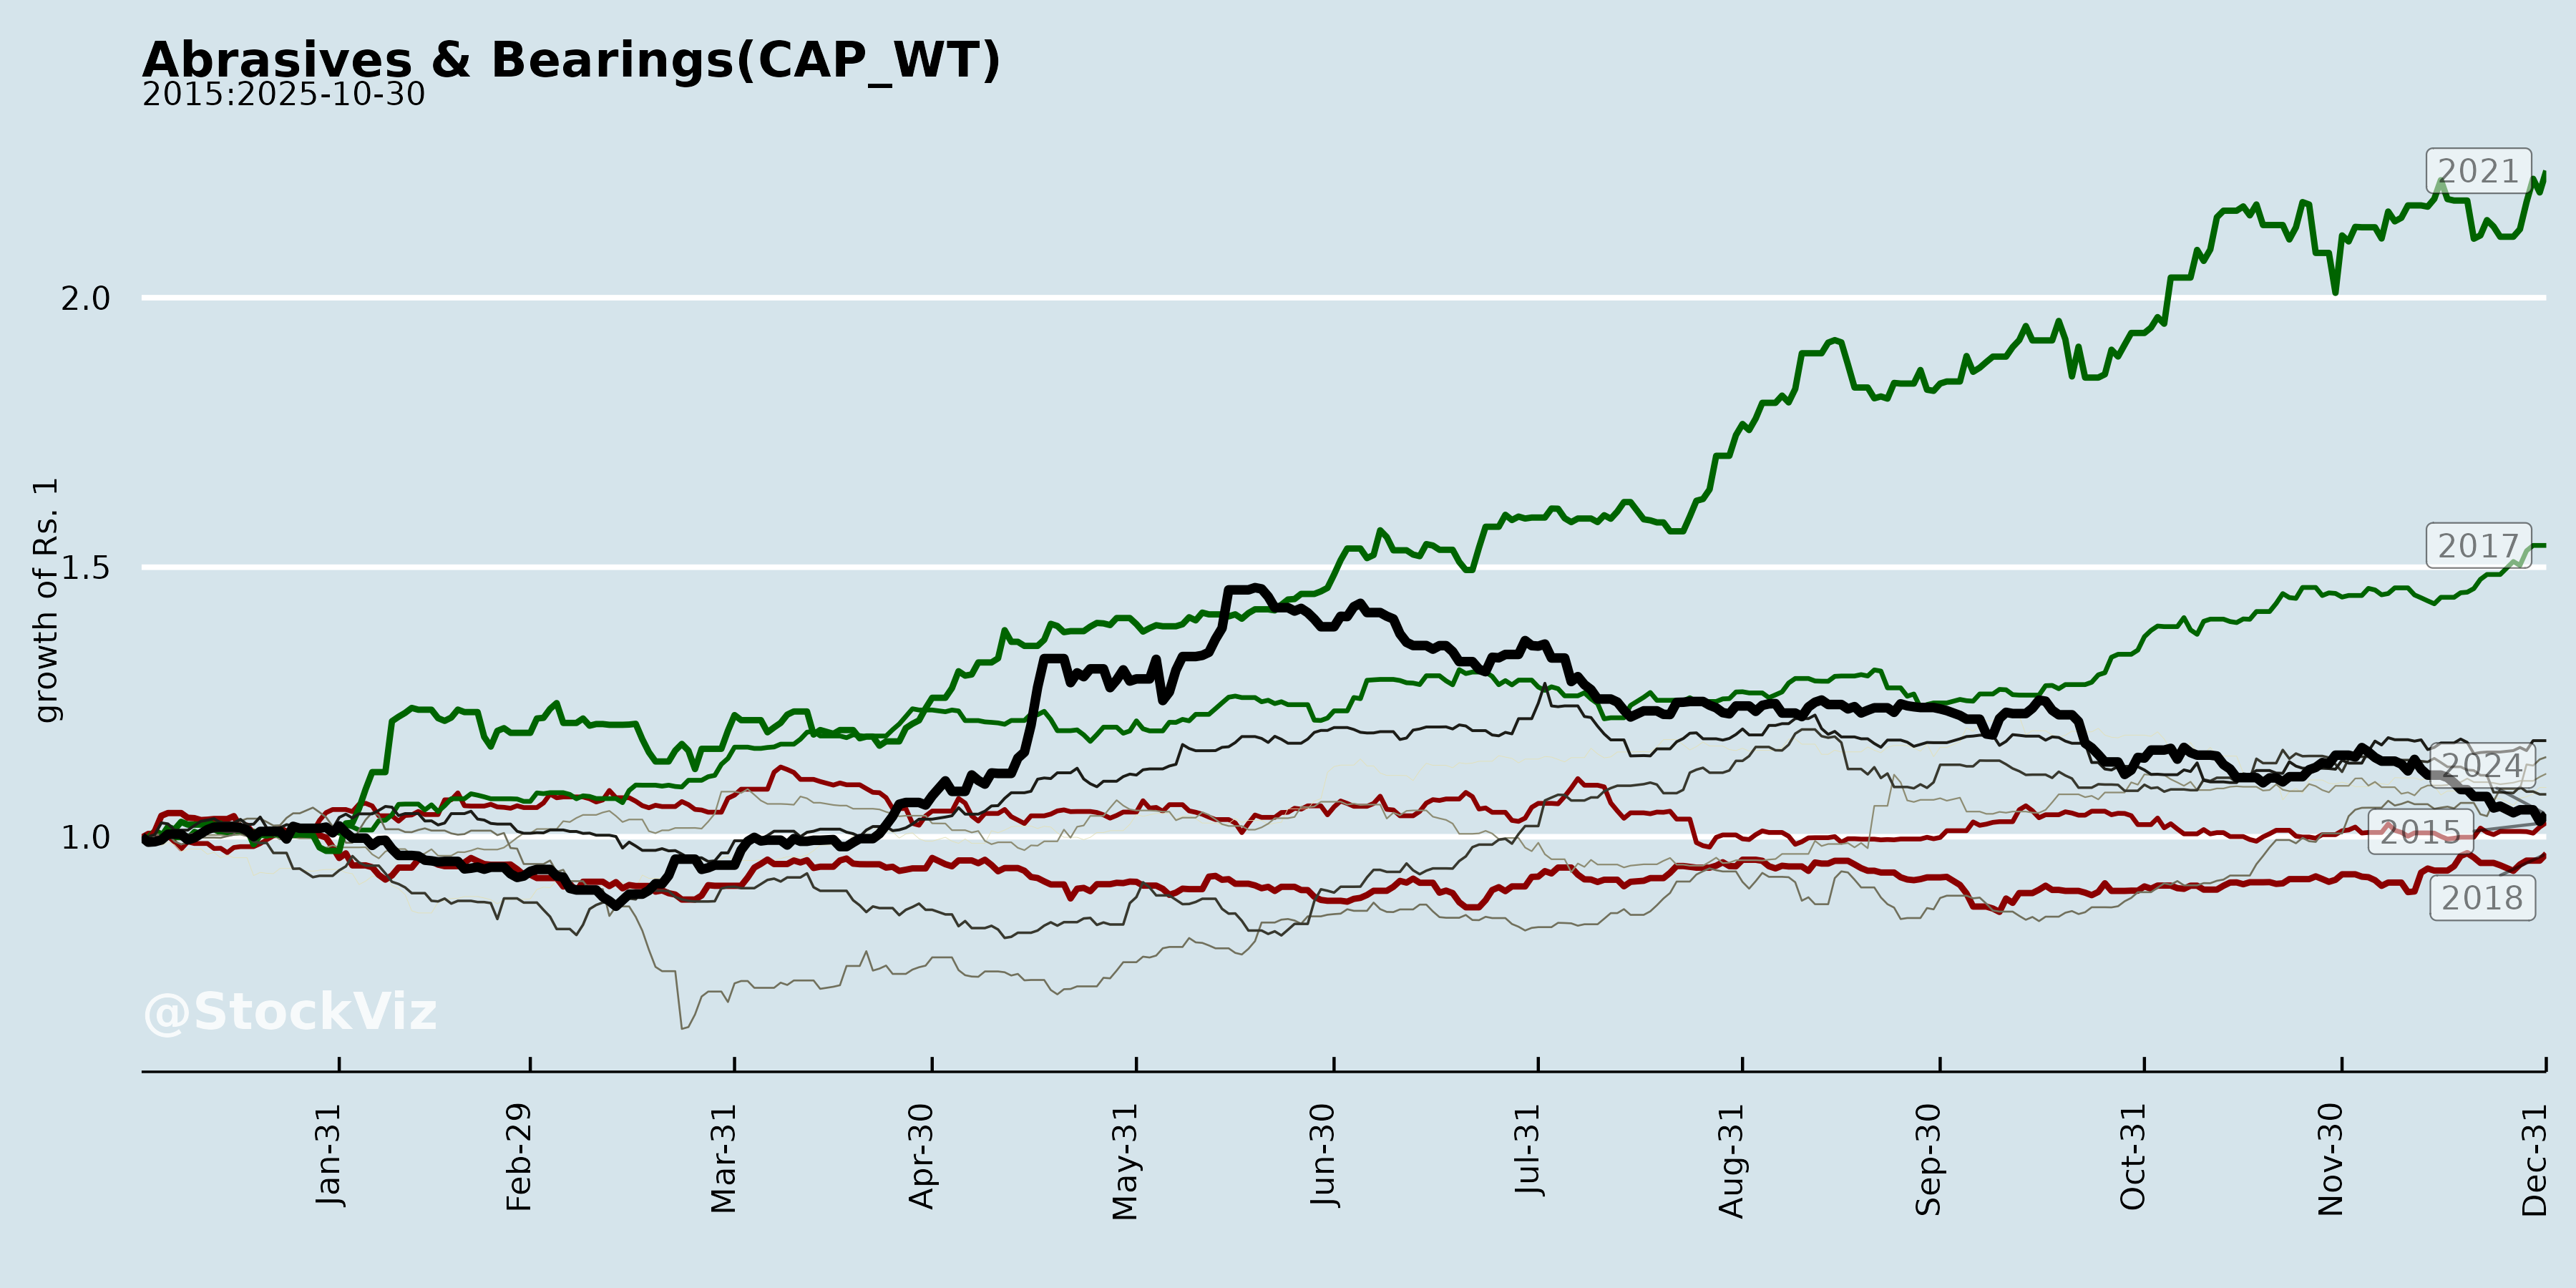 Abrasives & Bearings(CAP_WT)
2015:2025-10-30
growth of Rs. 1
2.0
1.5
1.0
2021
2017
2024
2015
2018
@StockViz
Jan-31
Feb-29
Mar-31
Apr-30
May-31
Jun-30
Jul-31
Aug-31
Sep-30
Oct-31
Nov-30
Dec-31